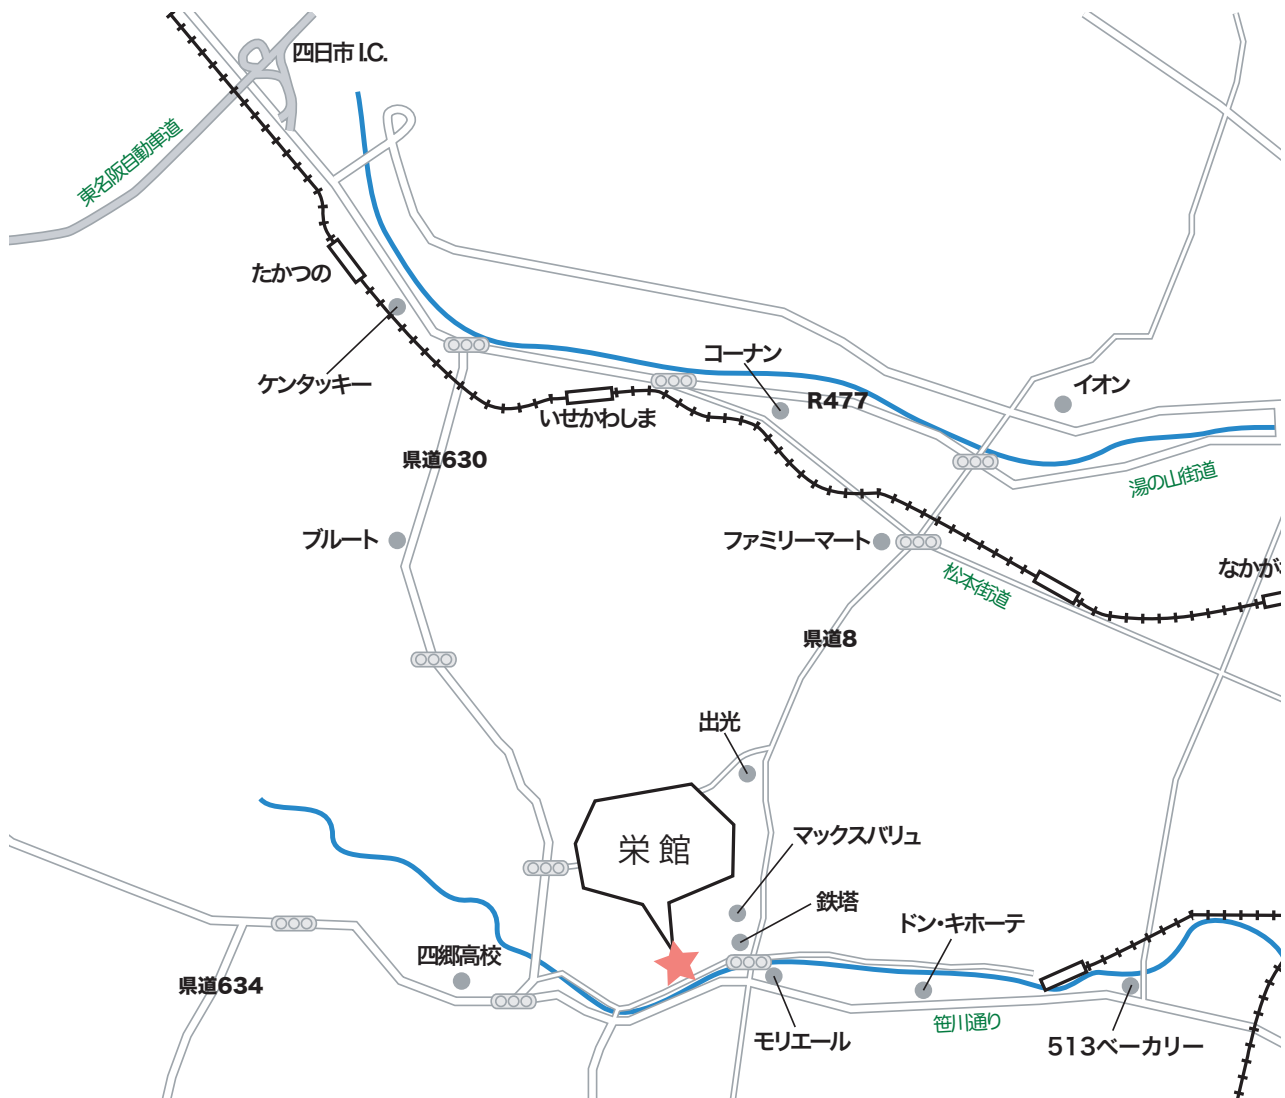 四日市 I.C.
東名阪自動車道
たかつの
ケンタッキー
コーナン
イオン
R477
いせかわしま
県道630
湯の山街道
ブルート
ファミリーマート
松本街道
なかが
県道8
出光
栄 館
マックスバリュ
鉄塔
ドン・キホーテ
四郷高校
県道634
笹川通り
モリエール
513ベーカリー